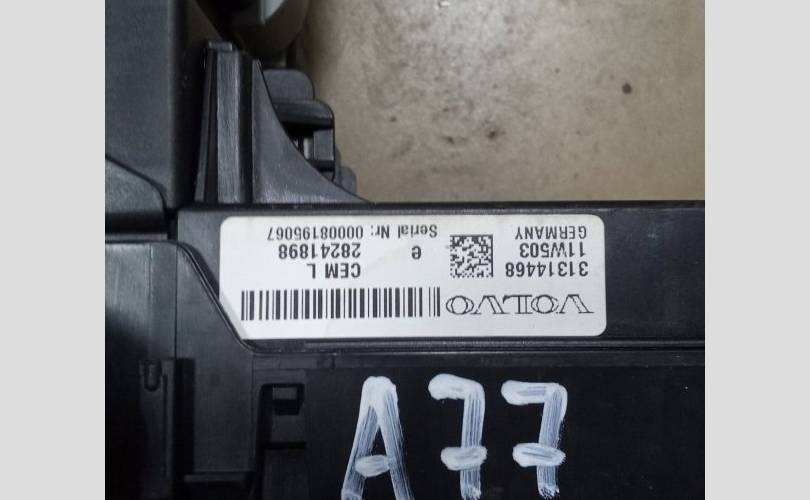 VOLVO
31314468
11W503
GERMANY
CEM L
28241898
e
Serial Nr: 00008195067
A77